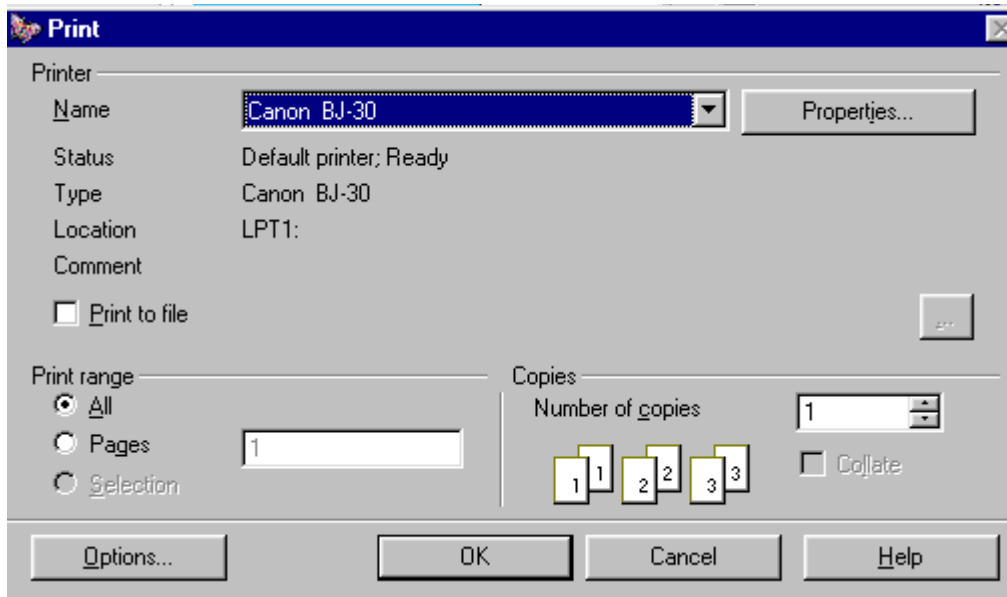 Print
Printer
Name Canon BJ-30 Properties...
Status Default printer; Ready
Type Canon BJ-30
Location LPT1:
Comment
Print to file ...
Print range
All
Pages 1
Selection
Copies
Number of copies 1
1 1 2 2 3 3 Collate
Options... OK Cancel Help